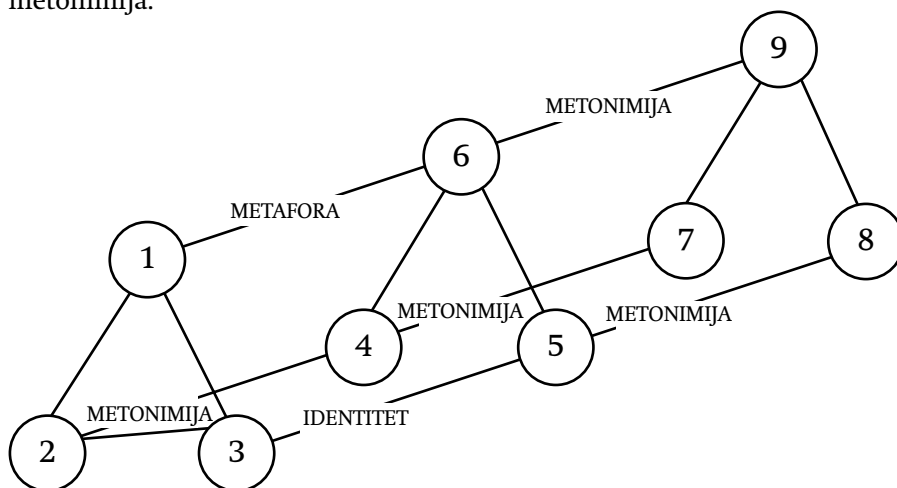 metonimija.
9
METONIMIJA
6
METAFORA
7
8
1
METONIMIJA
METONIMIJA
4
5
METONIMIJA
IDENTITET
2
3